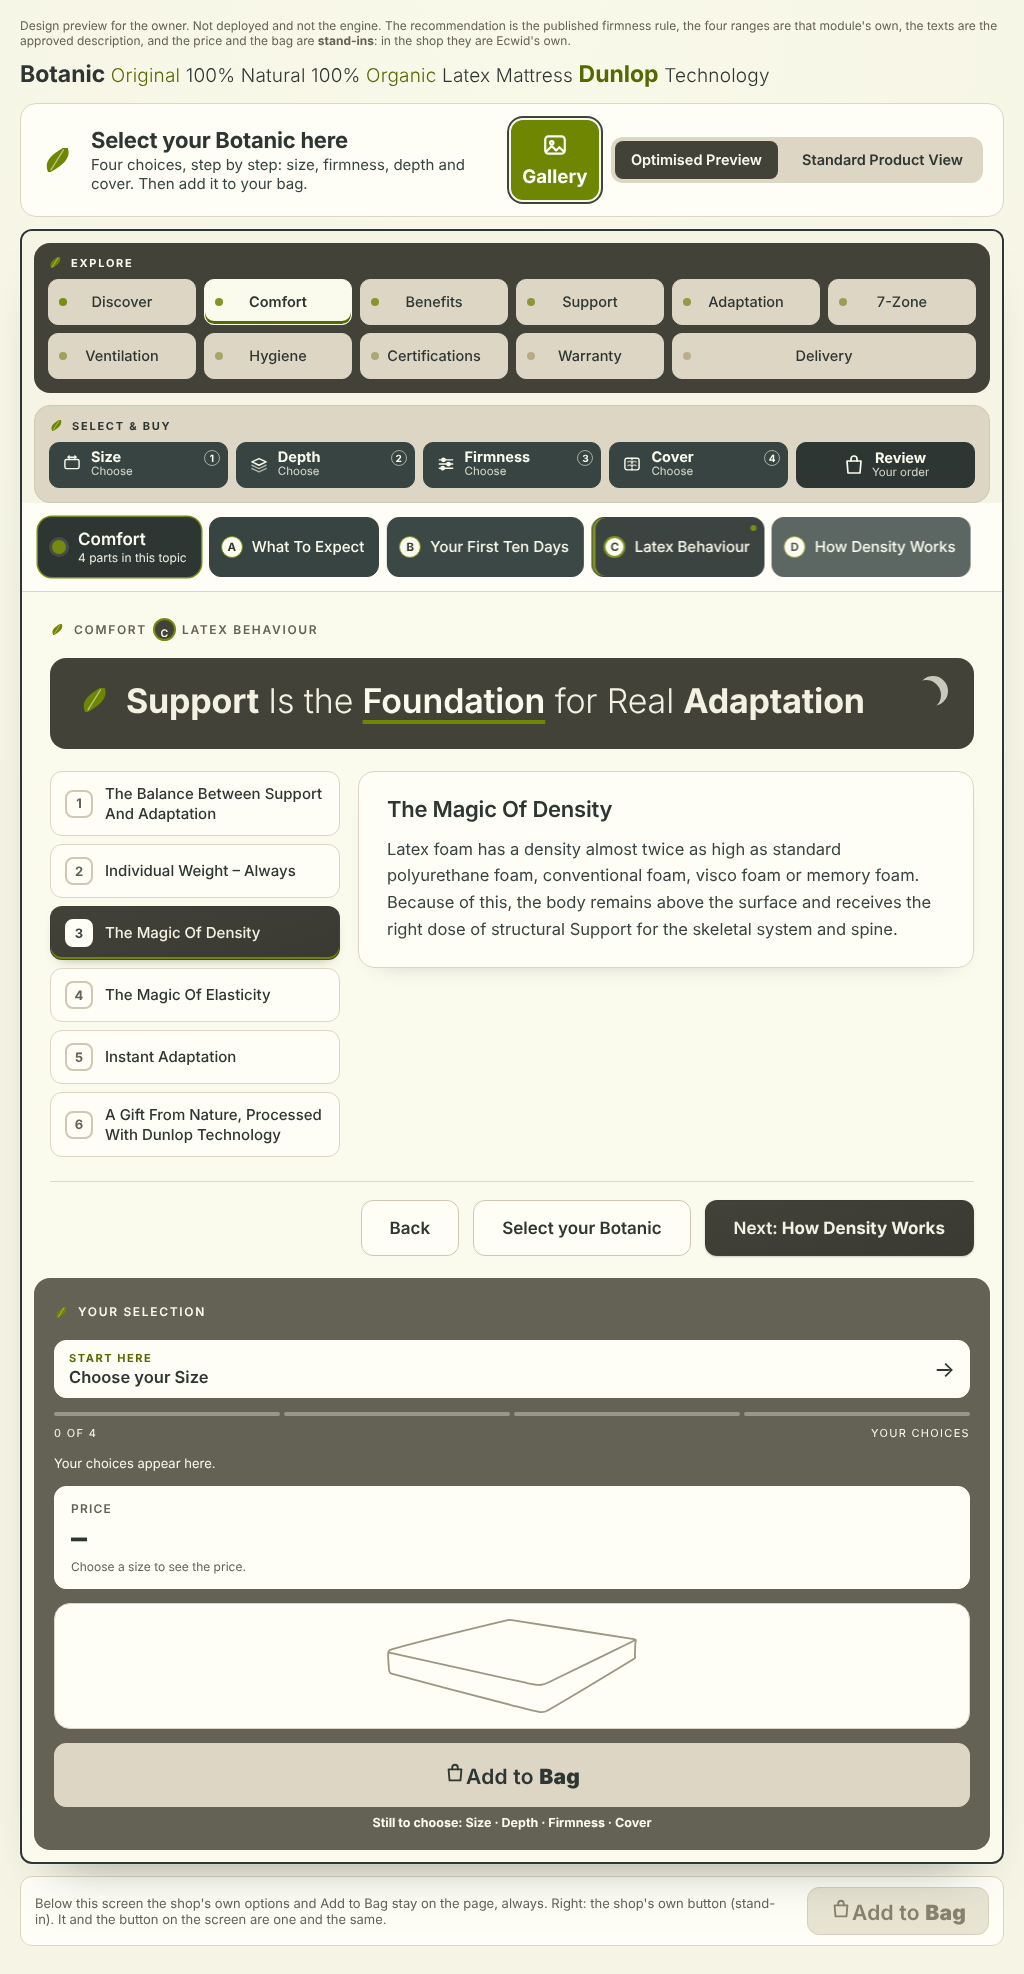 Design preview for the owner. Not deployed and not the engine. The recommendation is the published firmness rule, the four ranges are that module's own, the texts are the
approved description, and the price and the bag are stand-ins: in the shop they are Ecwid's own.
Botanic Original 100% Natural 100% Organic Latex Mattress Dunlop Technology
Select your Botanic here
Four choices, step by step: size, firmness, depth and
cover. Then add it to your bag.
Gallery
Optimised Preview
Standard Product View
EXPLORE
Discover
Comfort
Benefits
Support
Adaptation
7-Zone
Ventilation
Hygiene
Certifications
Warranty
Delivery
SELECT & BUY
Size
Choose
1
Depth
Choose
2
Firmness
Choose
3
Cover
Choose
4
Review
Your order
Comfort
4 parts in this topic
A What To Expect
B Your First Ten Days
C Latex Behaviour
D How Density Works
COMFORT C LATEX BEHAVIOUR
Support Is the Foundation for Real Adaptation
1 The Balance Between Support
And Adaptation
2 Individual Weight – Always
3 The Magic Of Density
4 The Magic Of Elasticity
5 Instant Adaptation
6 A Gift From Nature, Processed
With Dunlop Technology
The Magic Of Density
Latex foam has a density almost twice as high as standard
polyurethane foam, conventional foam, visco foam or memory foam.
Because of this, the body remains above the surface and receives the
right dose of structural Support for the skeletal system and spine.
Back
Select your Botanic
Next: How Density Works
YOUR SELECTION
START HERE
Choose your Size
0 OF 4
YOUR CHOICES
Your choices appear here.
PRICE
–
Choose a size to see the price.
Add to Bag
Still to choose: Size · Depth · Firmness · Cover
Below this screen the shop's own options and Add to Bag stay on the page, always. Right: the shop's own button (stand-
in). It and the button on the screen are one and the same.
Add to Bag